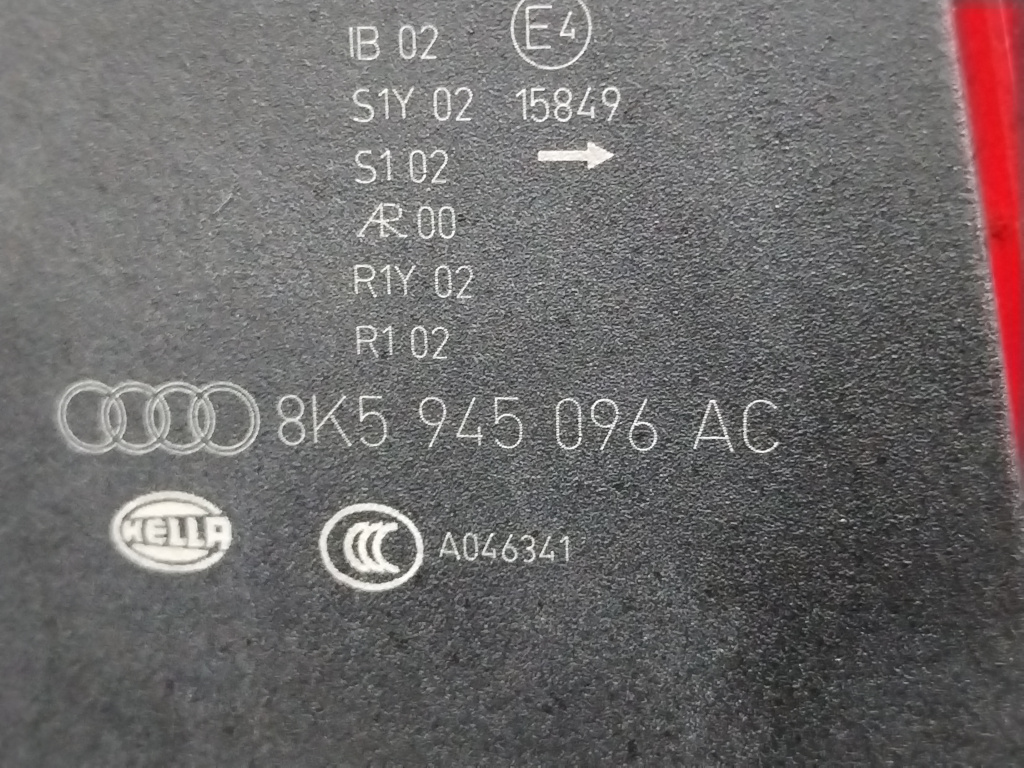 IB 02 E4
S1Y 02 15849
S1 02 →
AR 00
R1Y 02
R1 02
8K5 945 096 AC
HELLA CCC A046341